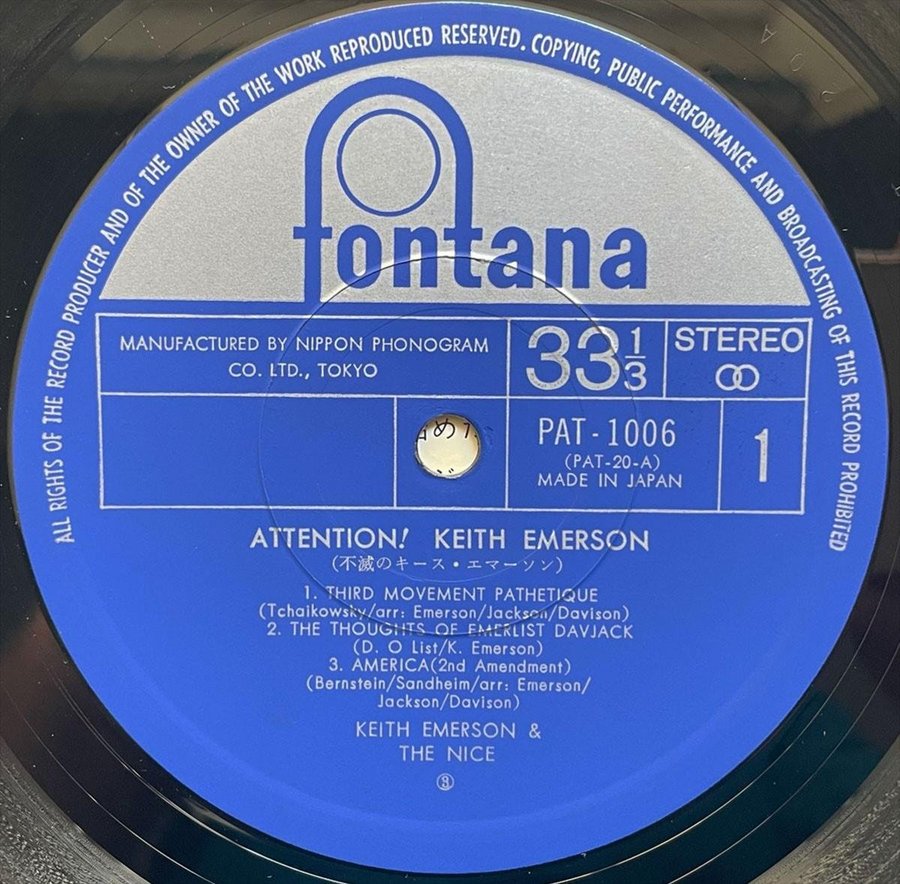 ALL RIGHTS OF THE RECORD PRODUCER AND OF THE OWNER OF THE WORK REPRODUCED RESERVED. COPYING, PUBLIC PERFORMANCE AND BROADCASTING OF THIS RECORD PROHIBITED
fontana
MANUFACTURED BY NIPPON PHONOGRAM
CO. LTD., TOKYO
33 1/3
STEREO
PAT-1006
(PAT-20-A)
MADE IN JAPAN
1
め
ATTENTION! KEITH EMERSON
(不滅のキース・エマーソン)
1. THIRD MOVEMENT PATHETIQUE
(Tchaikowsky/arr: Emerson/Jackson/Davison)
2. THE THOUGHTS OF EMERLIST DAVJACK
(D. O List/K. Emerson)
3. AMERICA(2nd Amendment)
(Bernstein/Sandheim/arr: Emerson/
Jackson/Davison)
KEITH EMERSON &
THE NICE